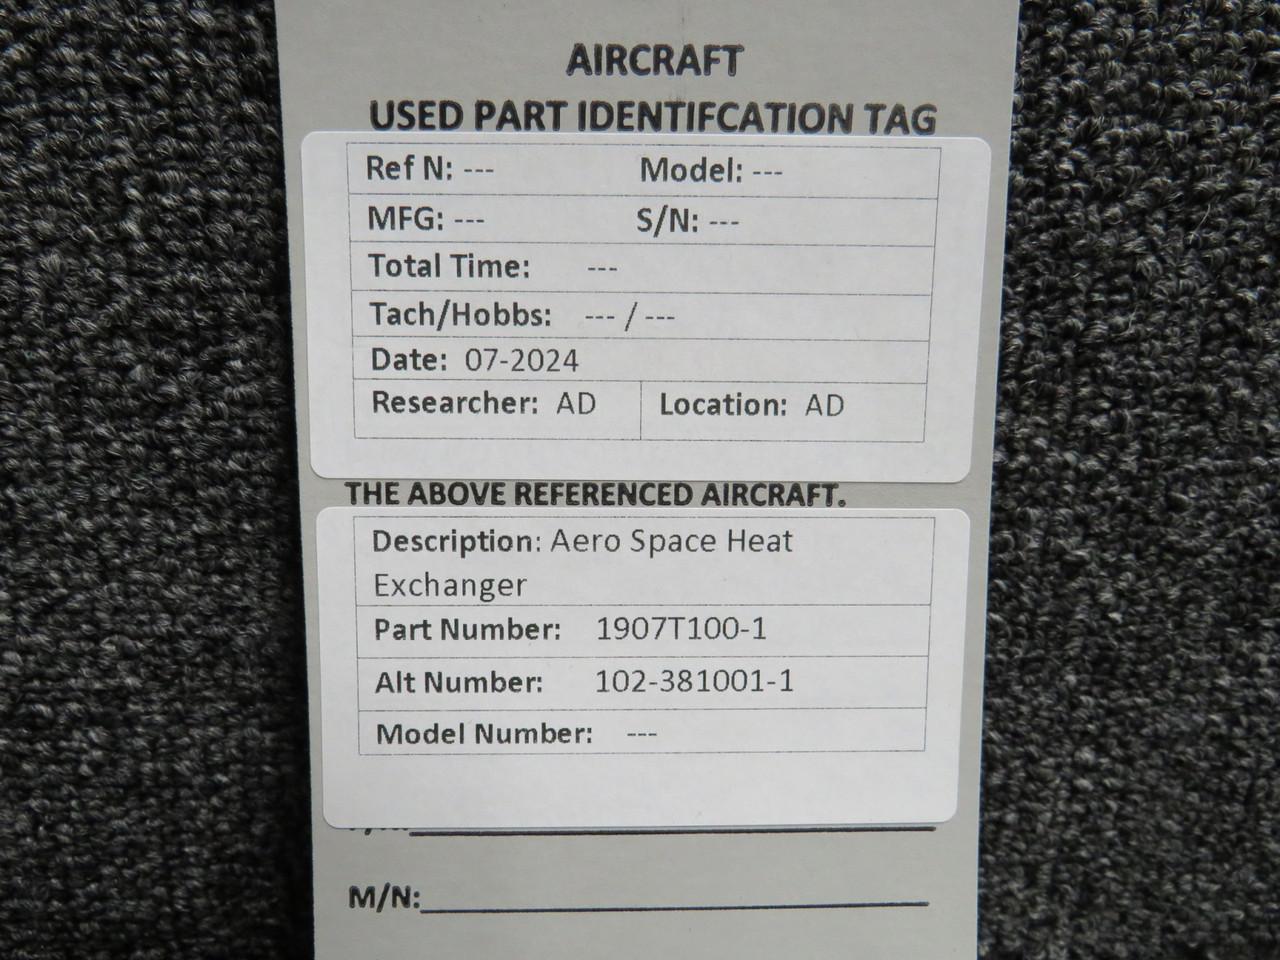 AIRCRAFT
USED PART IDENTIFCATION TAG
Ref N: --- Model: ---
MFG: --- S/N: ---
Total Time: ---
Tach/Hobbs: --- / ---
Date: 07-2024
Researcher: AD Location: AD
THE ABOVE REFERENCED AIRCRAFT.
Description: Aero Space Heat
Exchanger
Part Number: 1907T100-1
Alt Number: 102-381001-1
Model Number: ---
M/N: